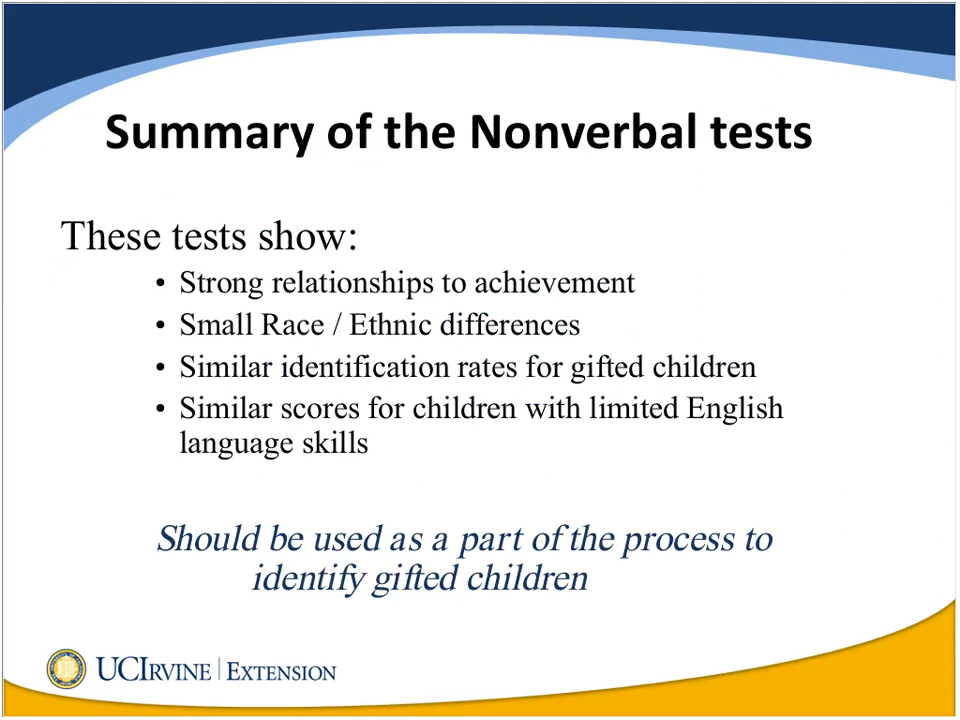 Summary of the Nonverbal tests
These tests show:
• Strong relationships to achievement
• Small Race / Ethnic differences
• Similar identification rates for gifted children
• Similar scores for children with limited English
language skills
Should be used as a part of the process to
identify gifted children
UCIRVINE | EXTENSION